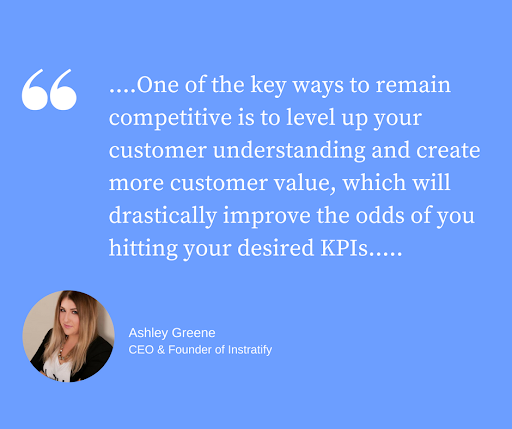 ....One of the key ways to remain
competitive is to level up your
customer understanding and create
more customer value, which will
drastically improve the odds of you
hitting your desired KPIs.....
Ashley Greene
CEO & Founder of Instratify